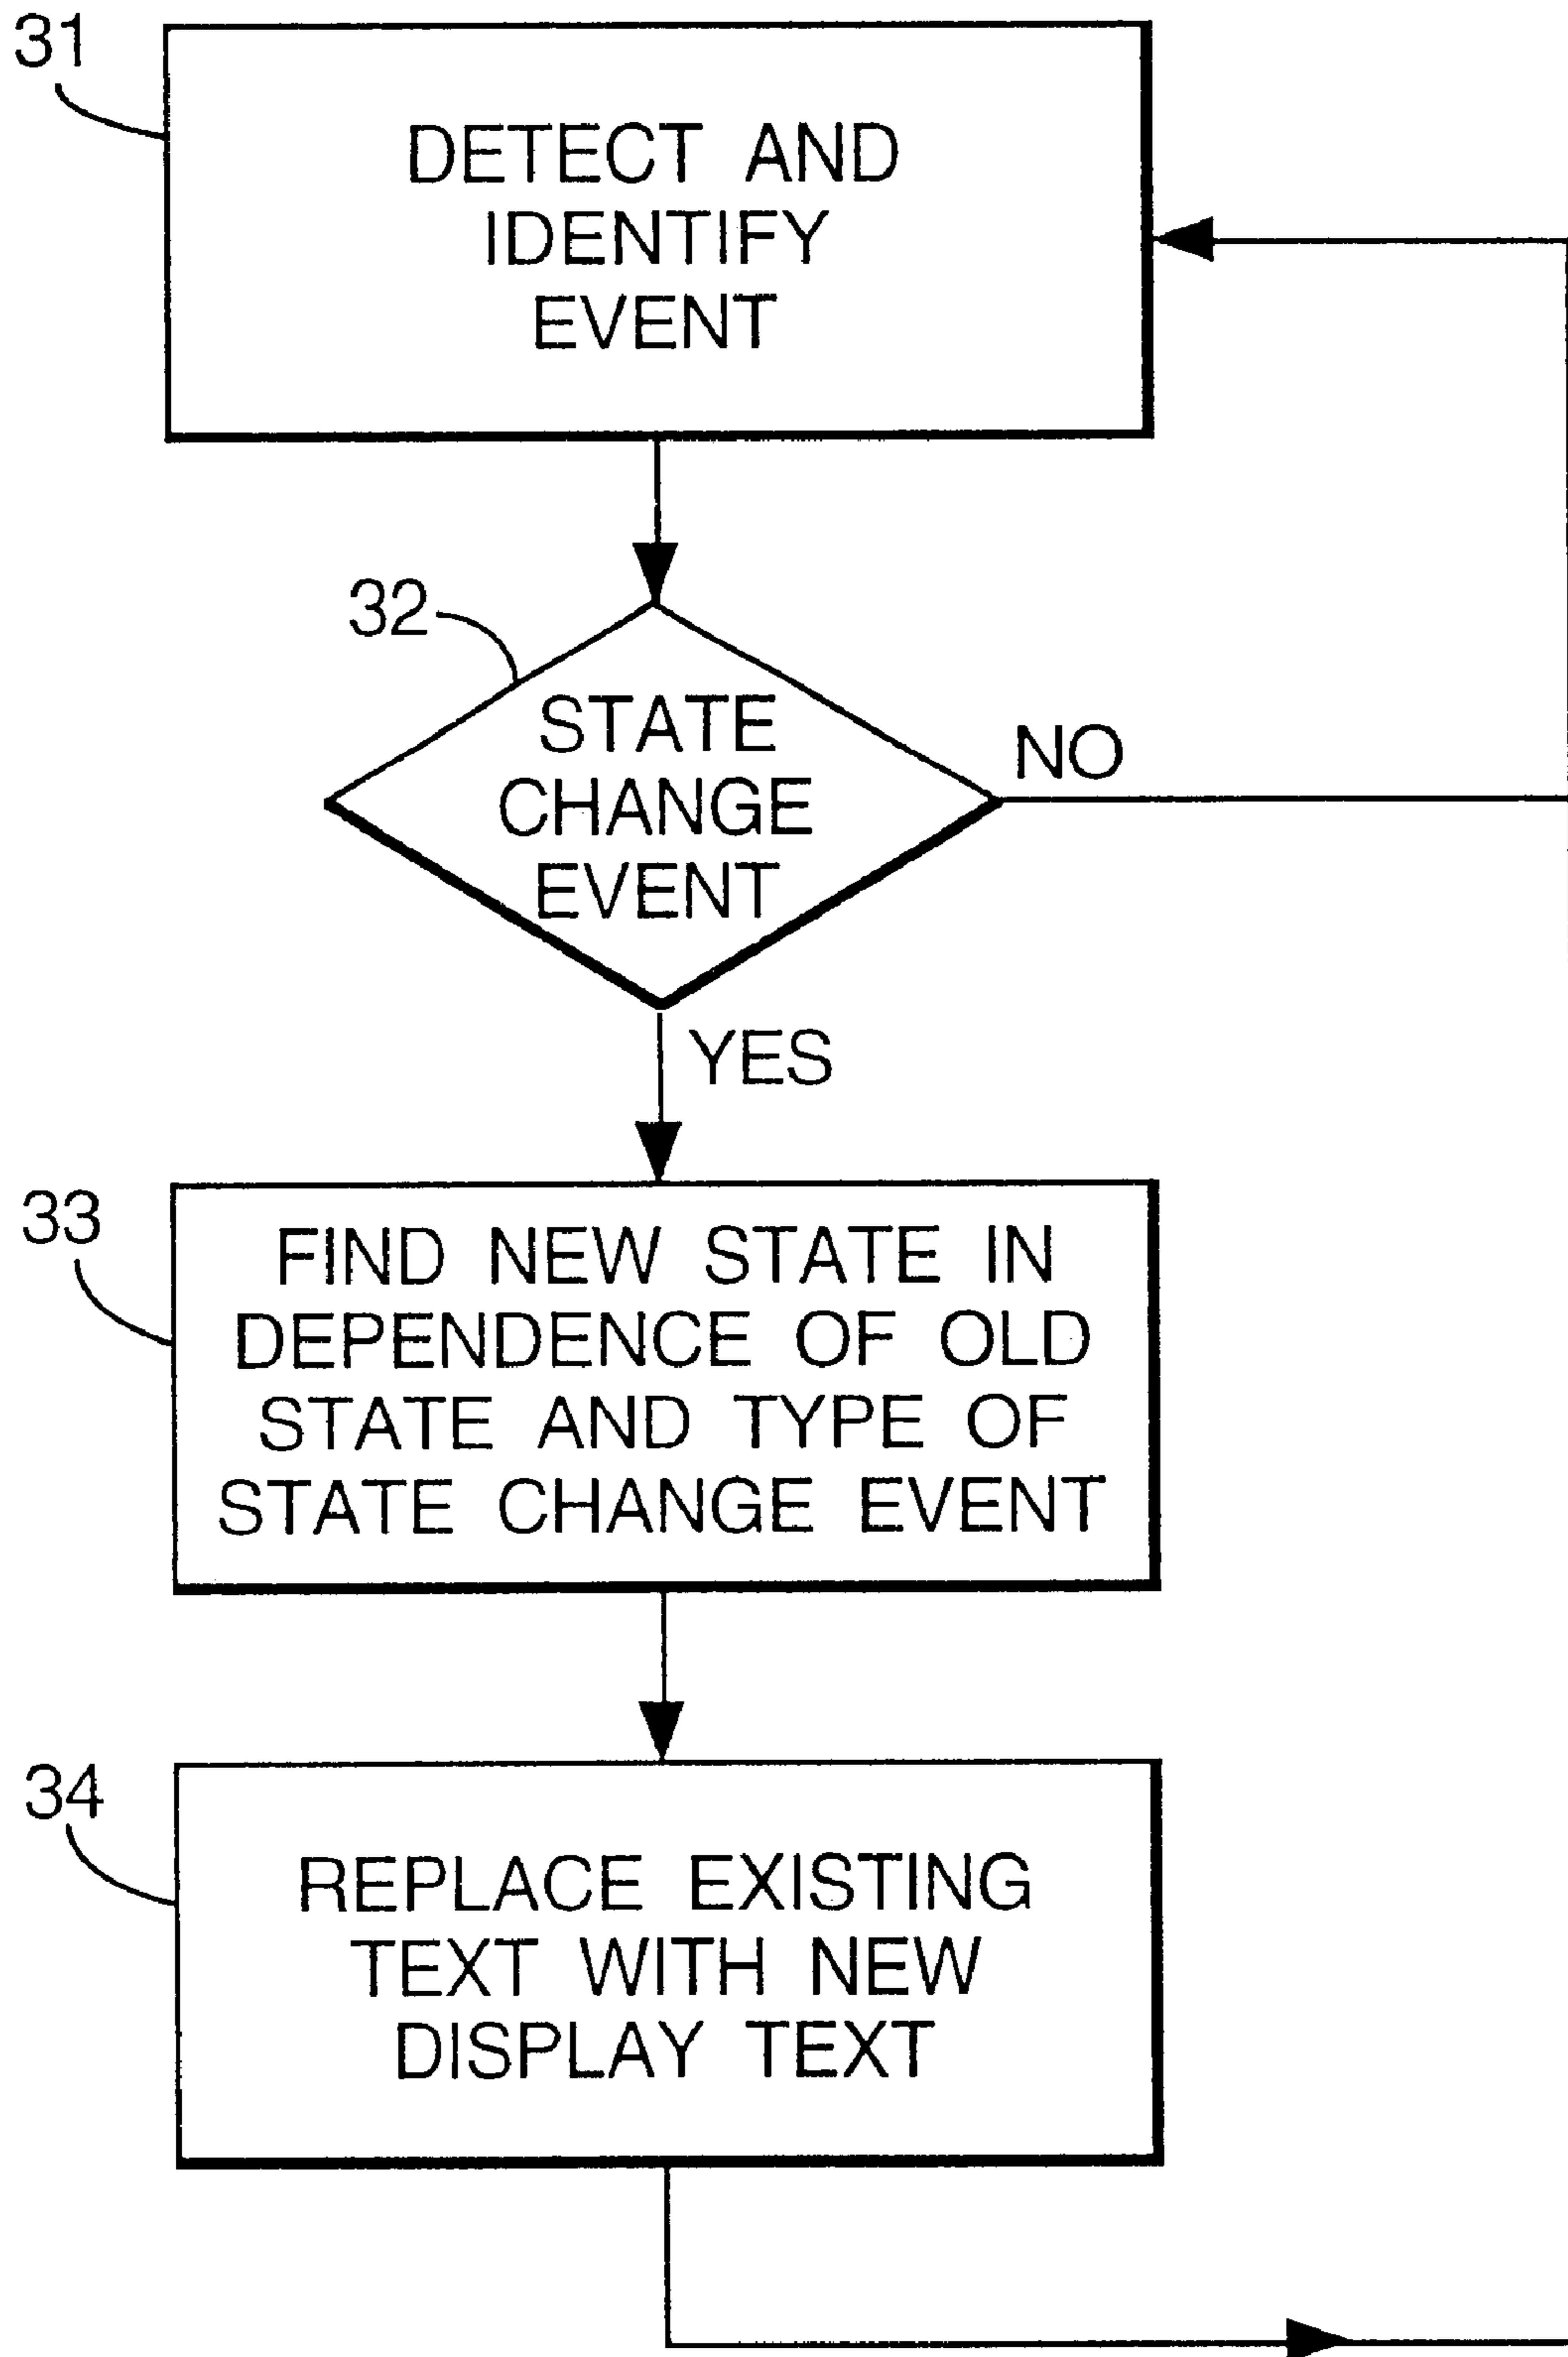 31
DETECT AND
IDENTIFY
EVENT
32
STATE
CHANGE
EVENT
NO
YES
33
FIND NEW STATE IN
DEPENDENCE OF OLD
STATE AND TYPE OF
STATE CHANGE EVENT
34
REPLACE EXISTING
TEXT WITH NEW
DISPLAY TEXT